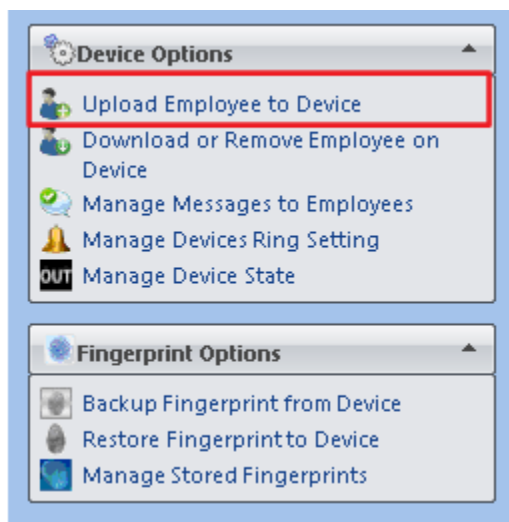 Device Options
Upload Employee to Device
Download or Remove Employee on
Device
Manage Messages to Employees
Manage Devices Ring Setting
OUT Manage Device State
Fingerprint Options
Backup Fingerprint from Device
Restore Fingerprint to Device
Manage Stored Fingerprints